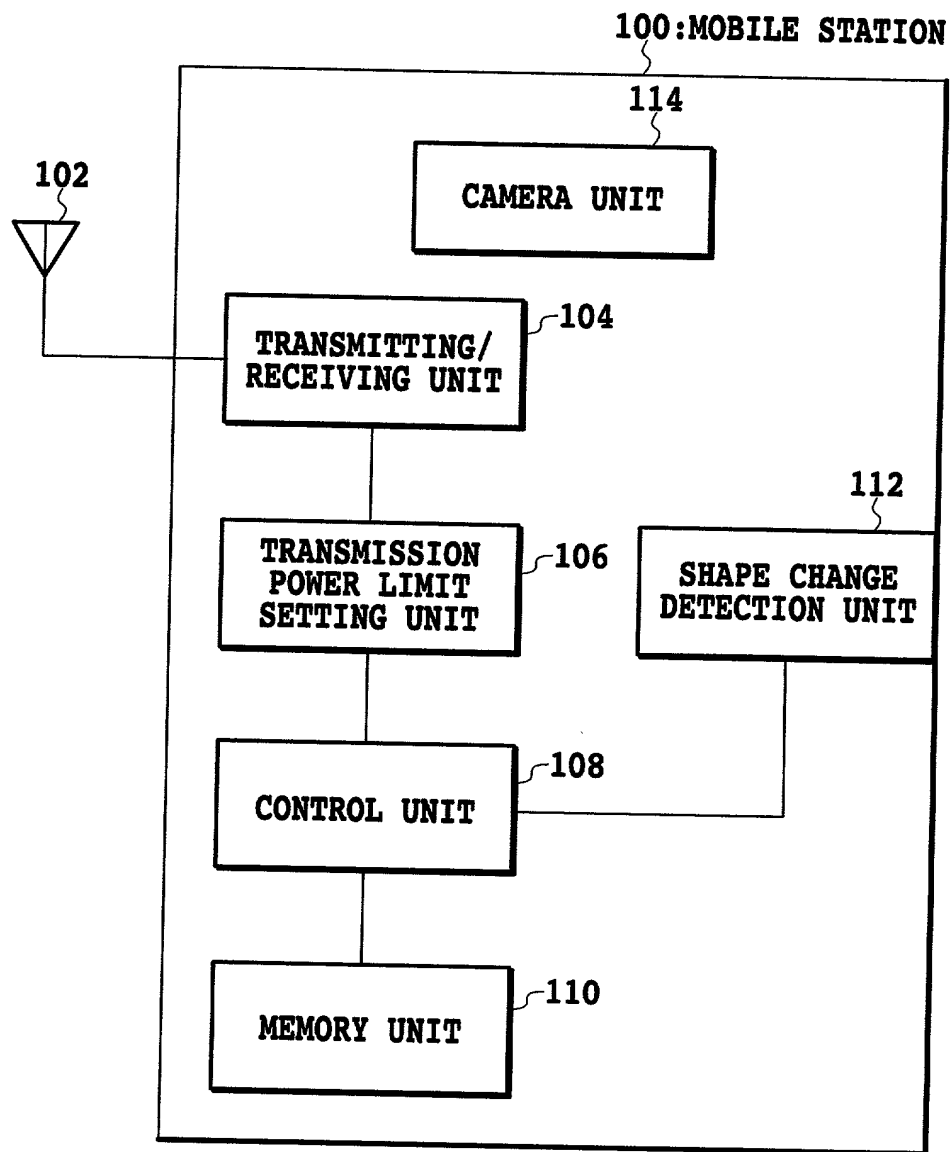 100:MOBILE STATION
114
CAMERA UNIT
102
104
TRANSMITTING/
RECEIVING UNIT
112
106
TRANSMISSION
POWER LIMIT
SETTING UNIT
SHAPE CHANGE
DETECTION UNIT
108
CONTROL UNIT
110
MEMORY UNIT